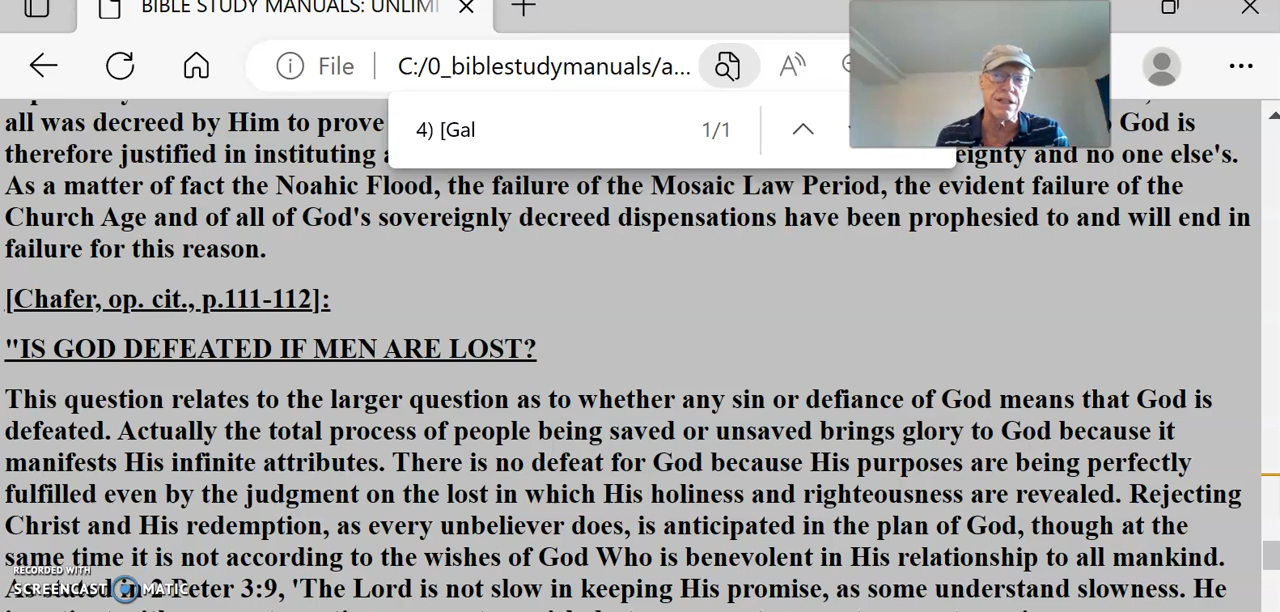 BIBLE STUDY MANUALS: UNLIMI
File C:/0_biblestudymanuals/a...
4) [Gal 1/1
all was decreed by Him to prove God is
therefore justified in instituting eignty and no one else's.
As a matter of fact the Noahic Flood, the failure of the Mosaic Law Period, the evident failure of the
Church Age and of all of God's sovereignly decreed dispensations have been prophesied to and will end in
failure for this reason.
[Chafer, op. cit., p.111-112]:
"IS GOD DEFEATED IF MEN ARE LOST?
This question relates to the larger question as to whether any sin or defiance of God means that God is
defeated. Actually the total process of people being saved or unsaved brings glory to God because it
manifests His infinite attributes. There is no defeat for God because His purposes are being perfectly
fulfilled even by the judgment on the lost in which His holiness and righteousness are revealed. Rejecting
Christ and His redemption, as every unbeliever does, is anticipated in the plan of God, though at the
same time it is not according to the wishes of God Who is benevolent in His relationship to all mankind.
RECORDED WITH
SCREENCAST MATIC
Peter 3:9, 'The Lord is not slow in keeping His promise, as some understand slowness. He